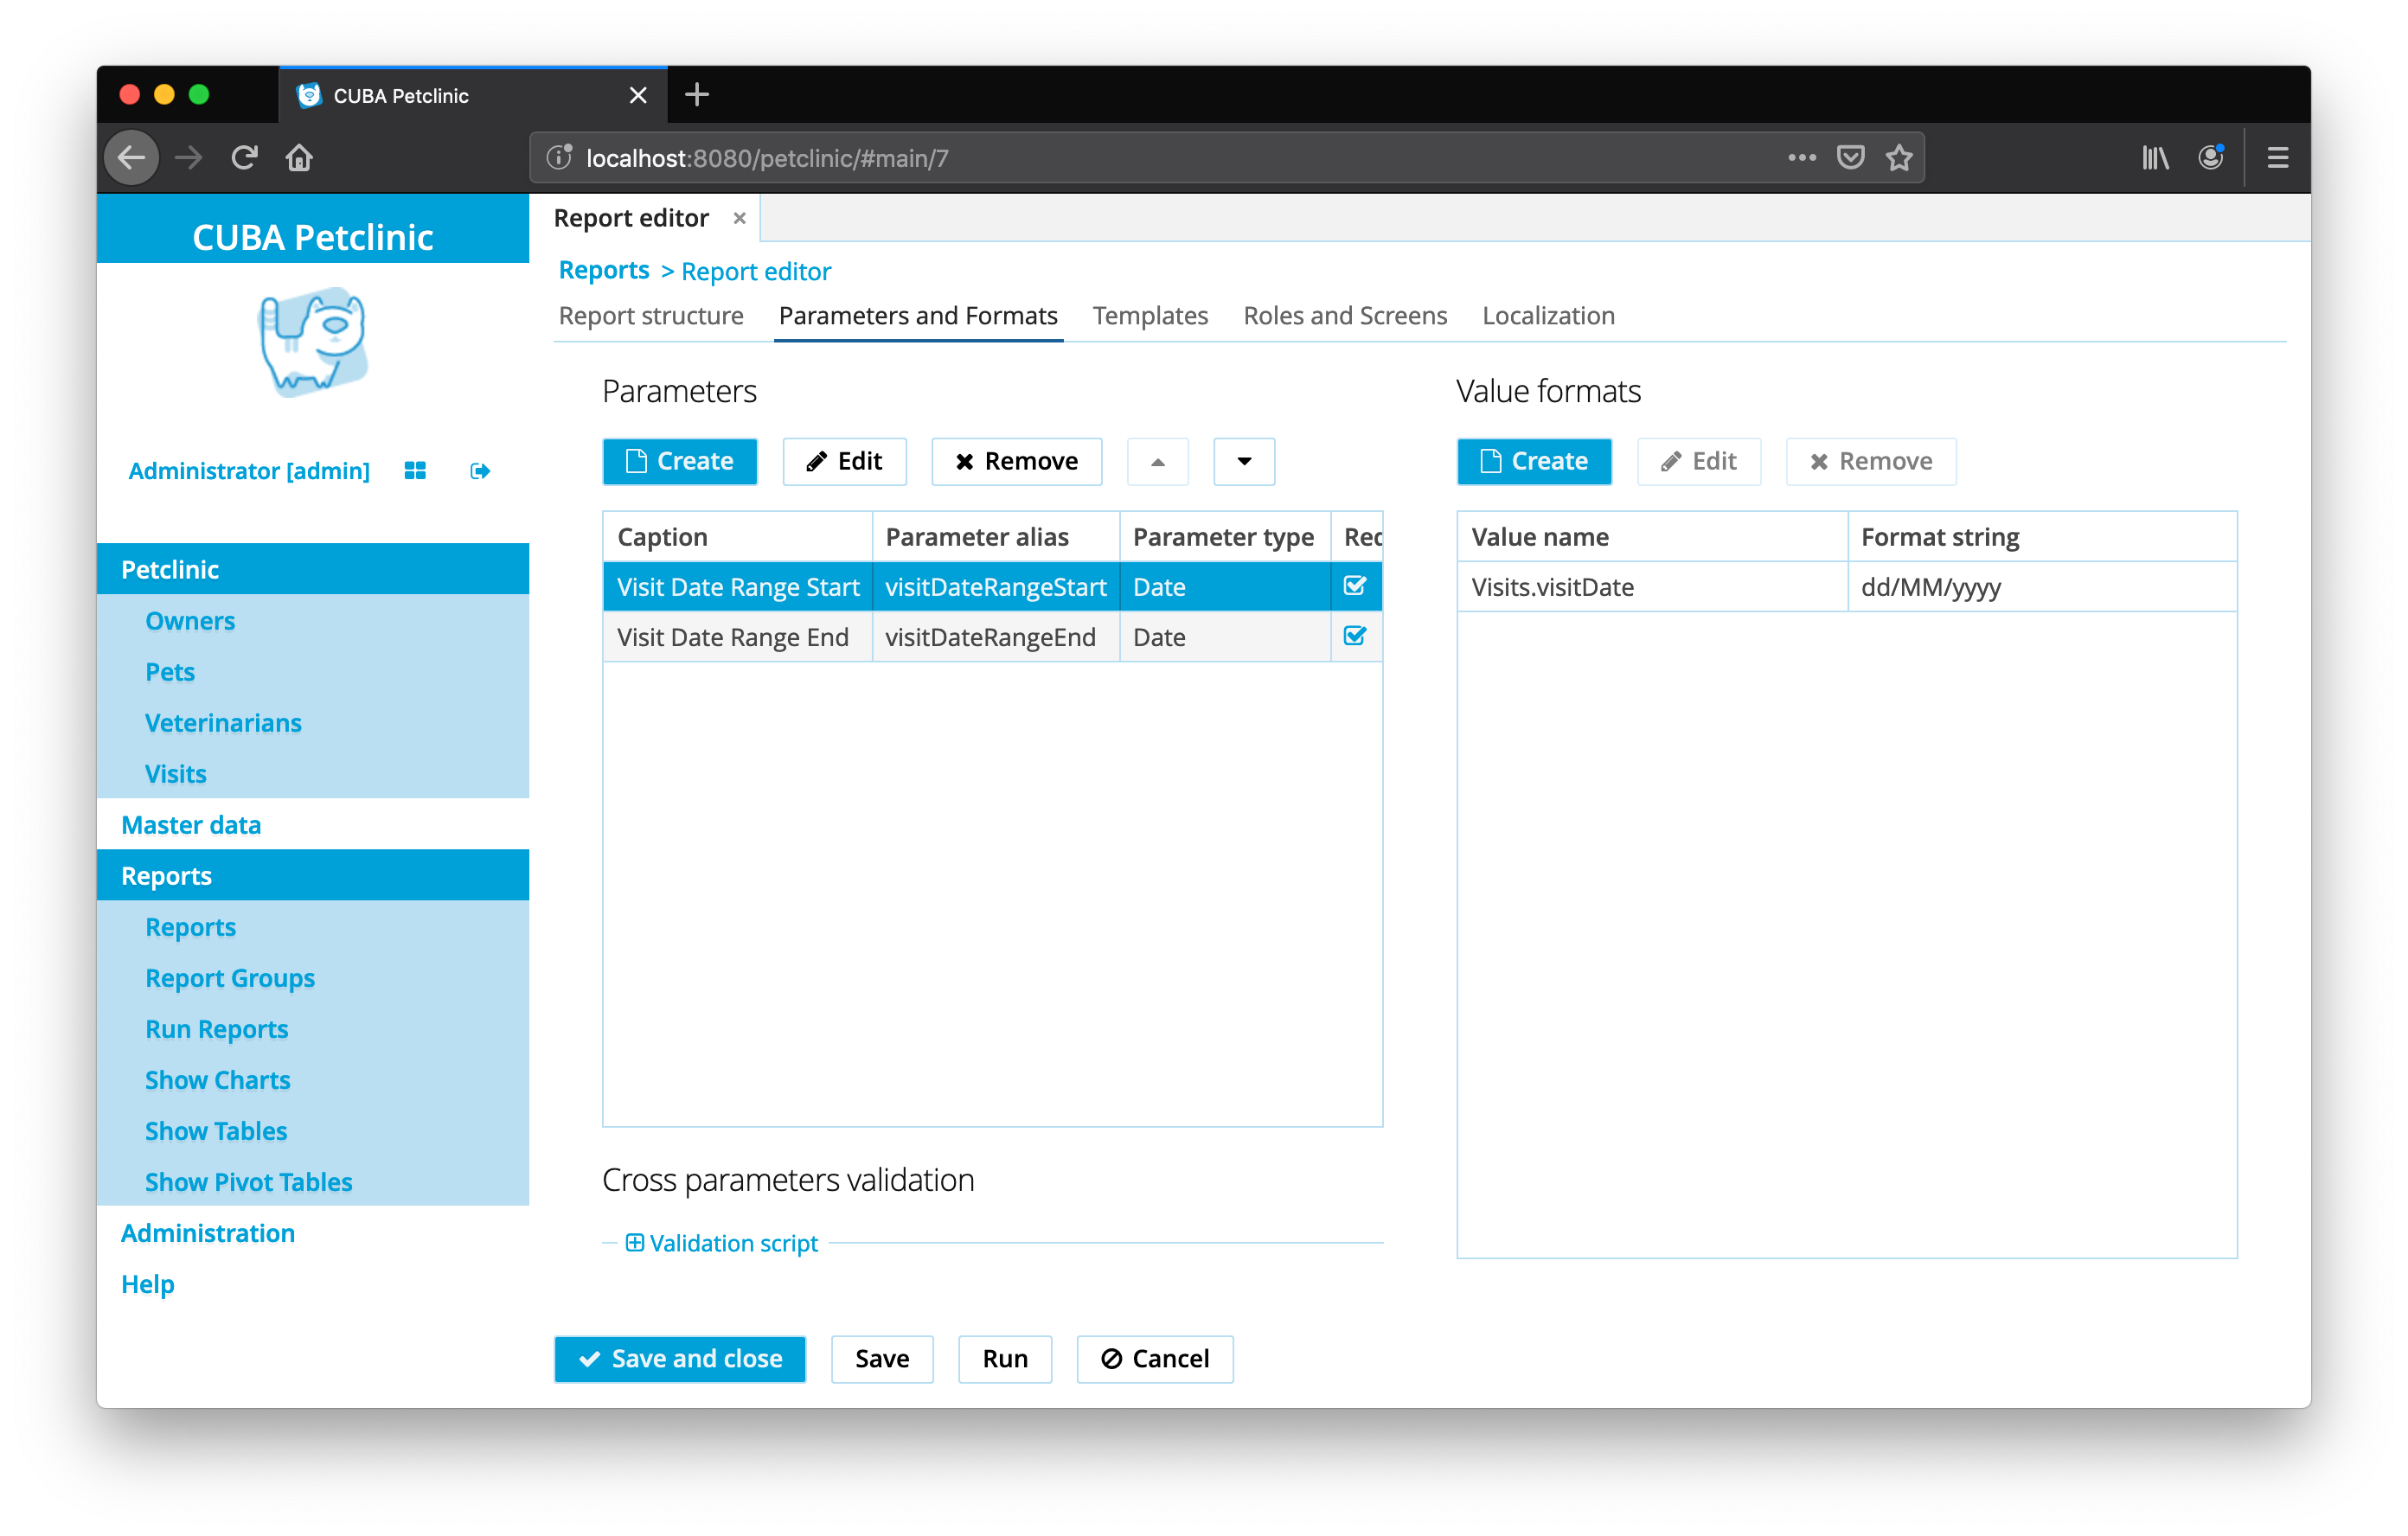 CUBA Petclinic
localhost:8080/petclinic/#main/7
CUBA Petclinic
Administrator [admin]
Petclinic
Owners
Pets
Veterinarians
Visits
Master data
Reports
Reports
Report Groups
Run Reports
Show Charts
Show Tables
Show Pivot Tables
Administration
Help
Report editor
Reports > Report editor
Report structure Parameters and Formats Templates Roles and Screens Localization
Parameters
Create Edit Remove
Caption Parameter alias Parameter type
Visit Date Range Start visitDateRangeStart Date
Visit Date Range End visitDateRangeEnd Date
Cross parameters validation
Validation script
Value formats
Create Edit Remove
Value name Format string
Visits.visitDate dd/MM/yyyy
Save and close Save Run Cancel